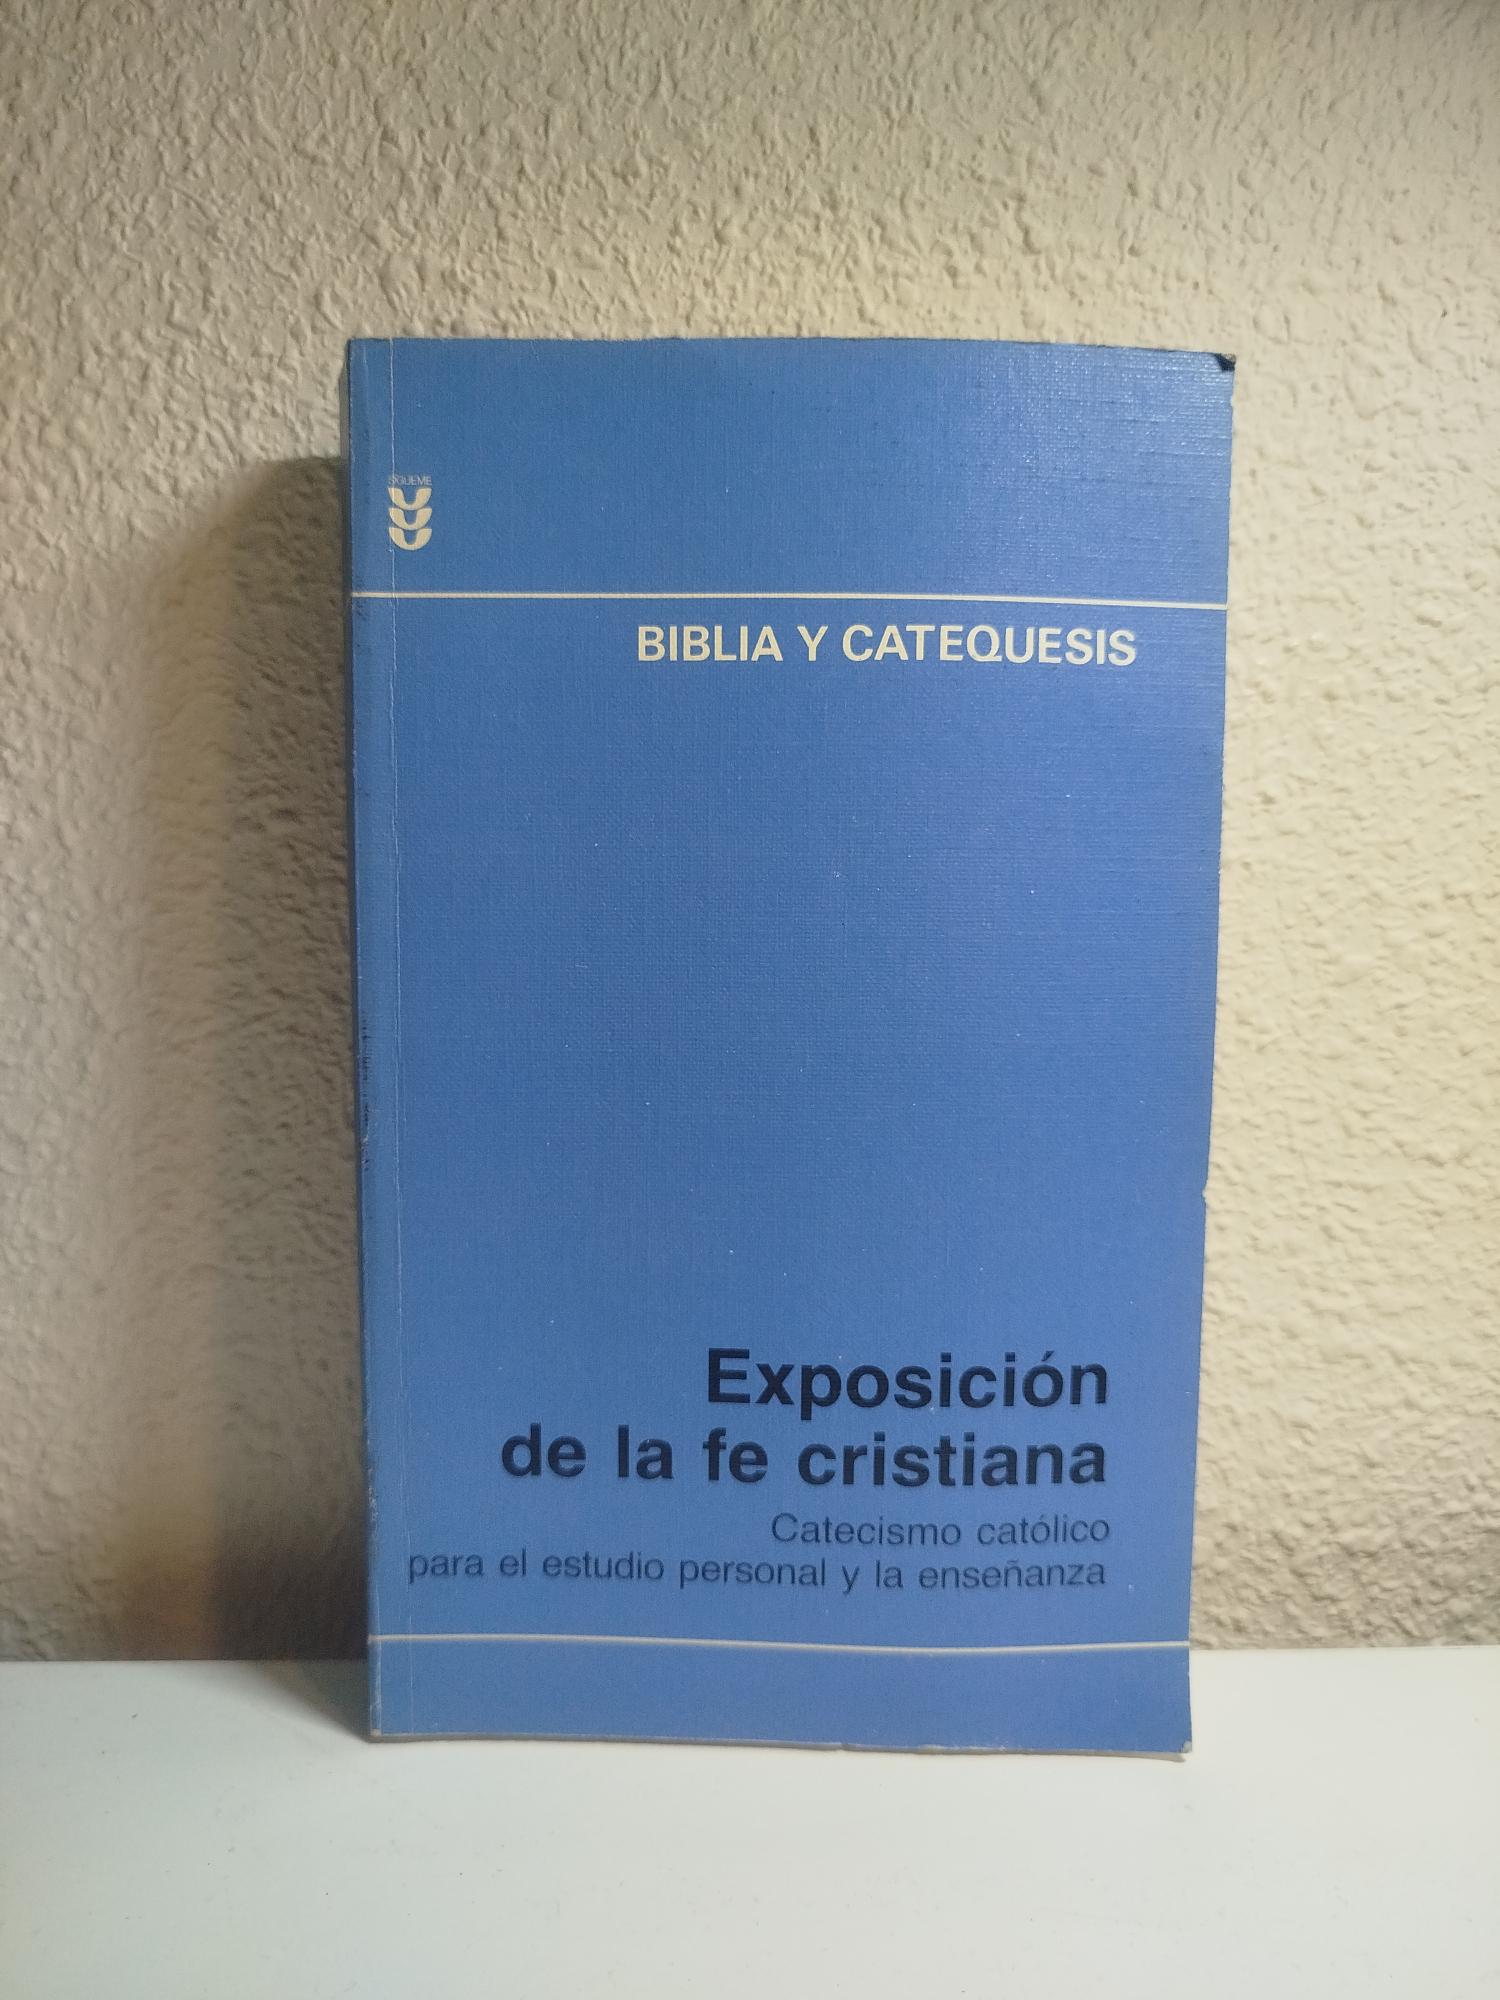 SIGUEME
BIBLIA Y CATEQUESIS
Exposición
de la fe cristiana
Catecismo católico
para el estudio personal y la enseñanza